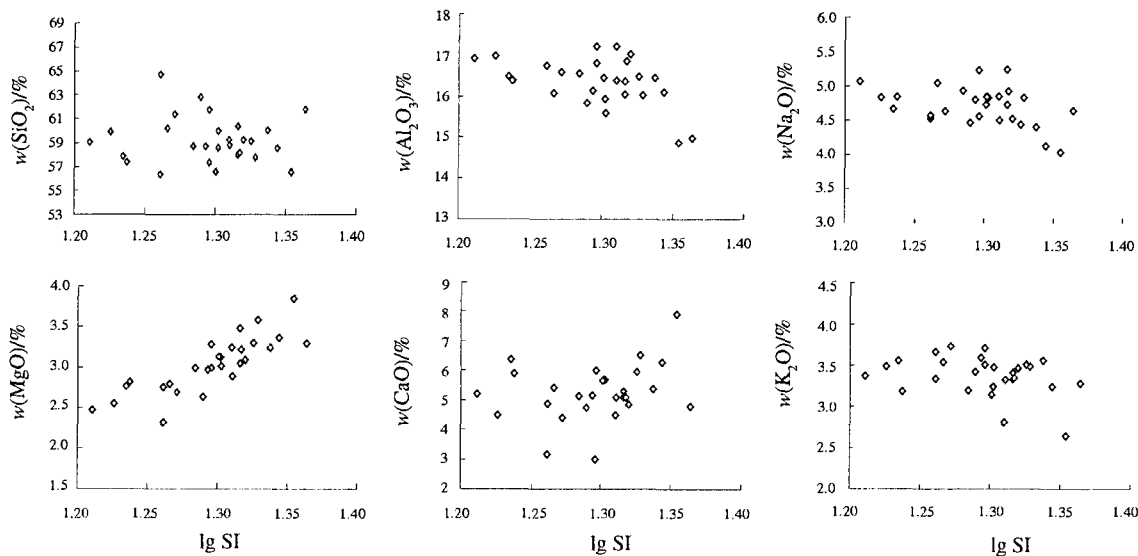 69
67
65
63
61
59
57
55
53
w(SiO₂)/%
1.20 1.25 1.30 1.35 1.40
18
17
16
15
14
13
w(Al₂O₃)/%
1.20 1.25 1.30 1.35 1.40
6.0
5.5
5.0
4.5
4.0
3.5
3.0
w(Na₂O)/%
1.20 1.25 1.30 1.35 1.40
4.0
3.5
3.0
2.5
2.0
1.5
w(MgO)/%
1.20 1.25 1.30 1.35 1.40
lg SI
9
8
7
6
5
4
3
2
w(CaO)/%
1.20 1.25 1.30 1.35 1.40
lg SI
4.5
4.0
3.5
3.0
2.5
2.0
w(K₂O)/%
1.20 1.25 1.30 1.35 1.40
lg SI